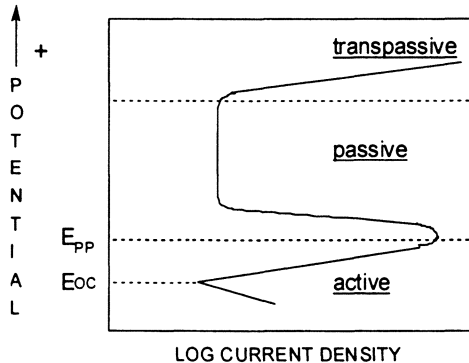 +
POTENTIAL
transpassive
passive
E_PP
E_OC
active
LOG CURRENT DENSITY